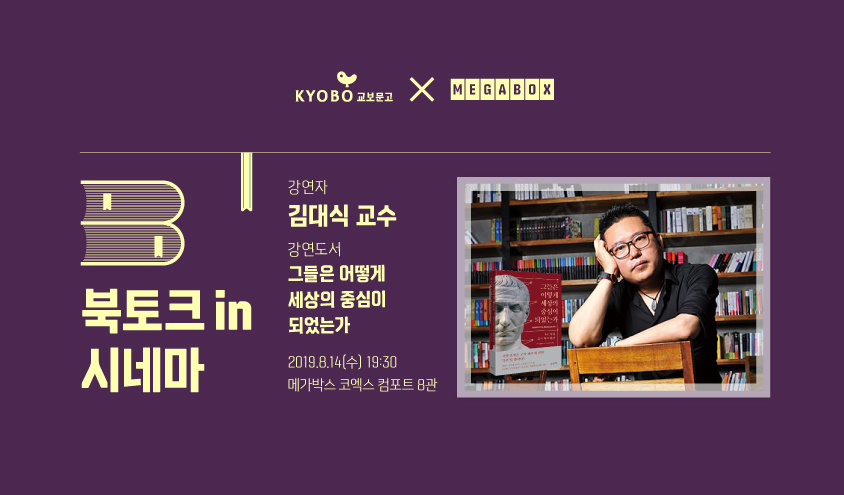 KYOBO 교보문고 × MEGABOX
북토크 in
시네마
강연자
김대식 교수
강연도서
그들은 어떻게
세상의 중심이
되었는가
2019.8.14(수) 19:30
메가박스 코엑스 컴포트 8관
그들은
어떻게
세상의
중심이
되었는가